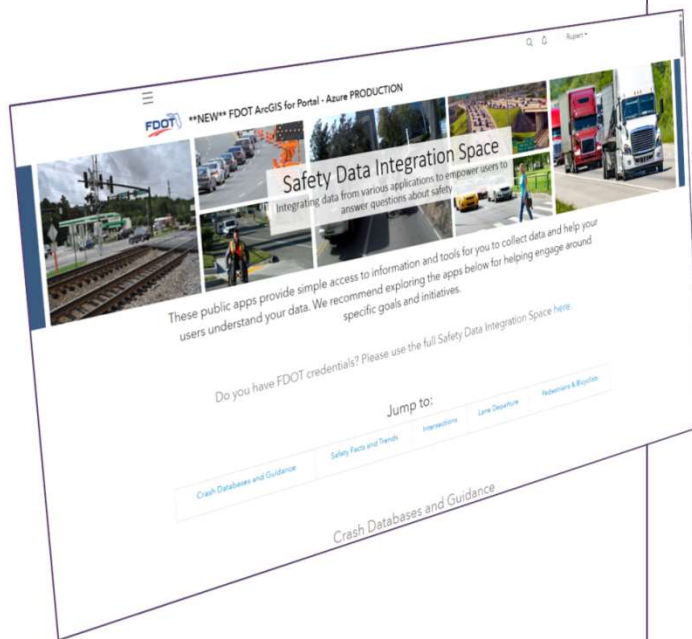 Rupert
FDOT
**NEW** FDOT ArcGIS for Portal - Azure PRODUCTION
Safety Data Integration Space
Integrating data from various applications to empower users to
answer questions about safety
These public apps provide simple access to information and tools for you to collect data and help your
users understand your data. We recommend exploring the apps below for helping engage around
specific goals and initiatives.
Do you have FDOT credentials? Please use the full Safety Data Integration Space here
Jump to:
Crash Databases and Guidance
Safety Facts and Trends
Intersections
Lane Departure
Pedestrians & Bicyclists
Crash Databases and Guidance